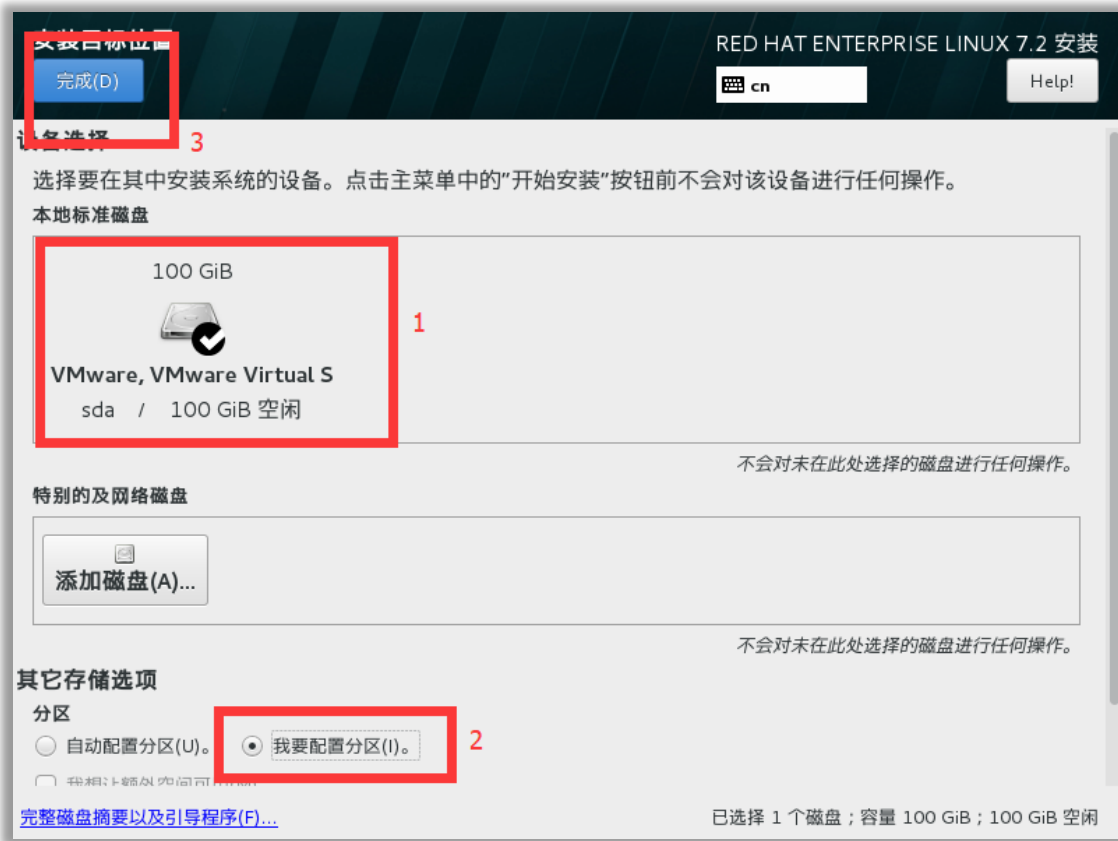 安装目标位置
RED HAT ENTERPRISE LINUX 7.2 安装
完成(D)
cn
Help!
设备选择
3
选择要在其中安装系统的设备。点击主菜单中的"开始安装"按钮前不会对该设备进行任何操作。
本地标准磁盘
100 GiB
1
VMware, VMware Virtual S
sda / 100 GiB 空闲
不会对未在此处选择的磁盘进行任何操作。
特别的及网络磁盘
添加磁盘(A)...
不会对未在此处选择的磁盘进行任何操作。
其它存储选项
分区
自动配置分区(U)。
我要配置分区(I)。
2
我想让额外空间可
完整磁盘摘要以及引导程序(F)...
已选择 1 个磁盘；容量 100 GiB；100 GiB 空闲